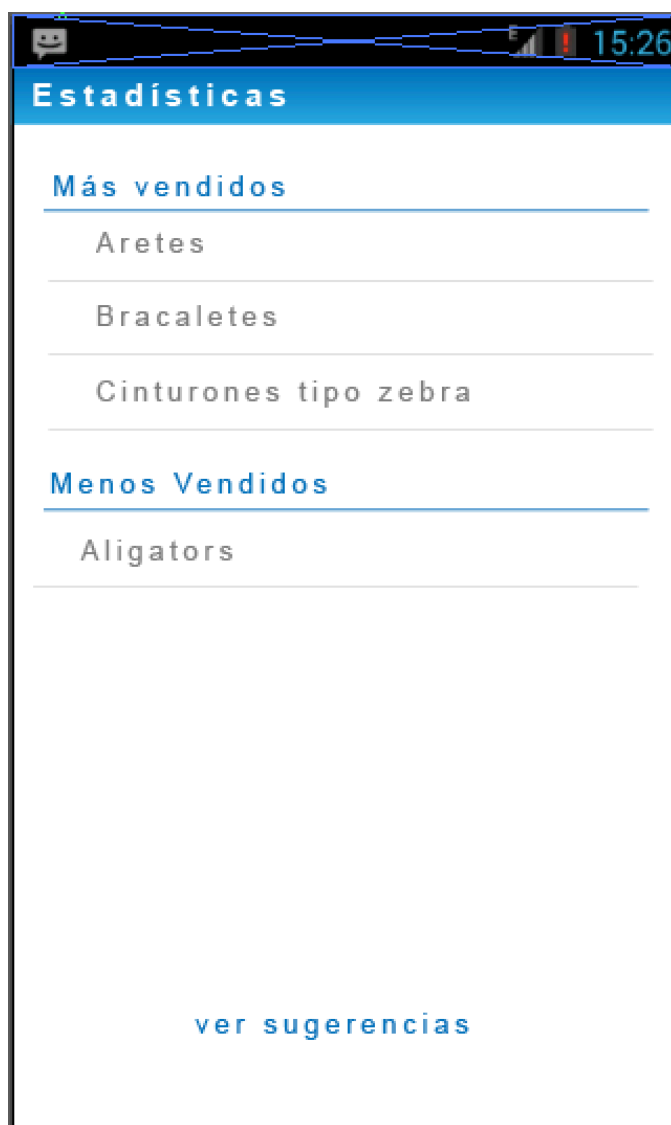 E 15:26
Estadísticas
Más vendidos
Aretes
Bracaletes
Cinturones tipo zebra
Menos Vendidos
Aligators
ver sugerencias